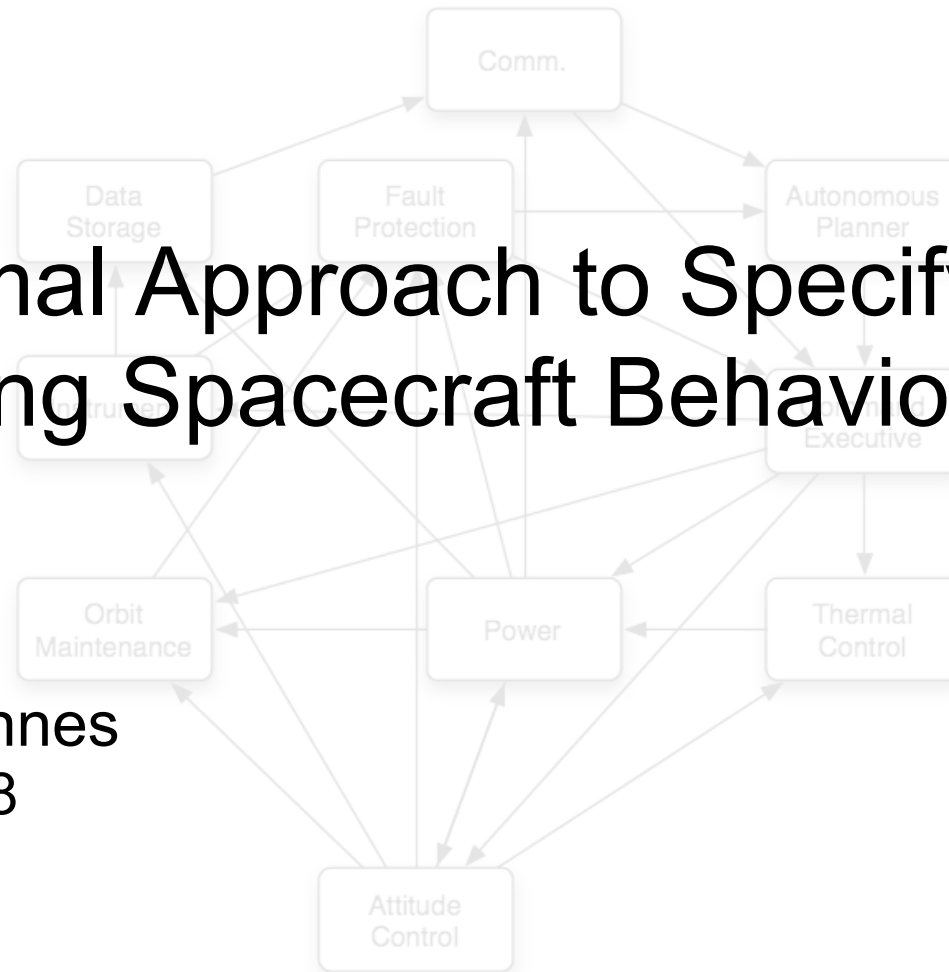 Comm.
Data
Storage
Fault
Protection
Autonomous
Planner
nal Approach to Specify
ng Spacecraft Behavio
Executive
Orbit
Maintenance
Power
Thermal
Control
nnes
3
Attitude
Control